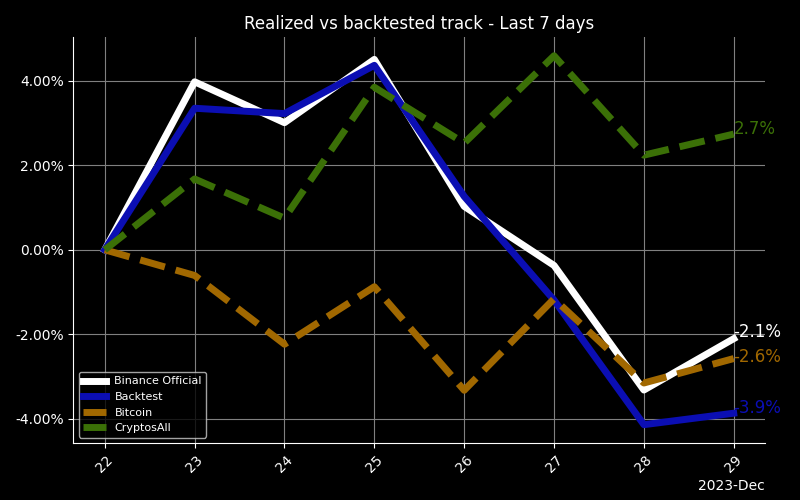 Realized vs backtested track - Last 7 days
4.00%
2.00%
0.00%
-2.00%
-4.00%
2.7%
-2.1%
-2.6%
-3.9%
Binance Official
Backtest
Bitcoin
CryptosAll
22
23
24
25
26
27
28
29
2023-Dec